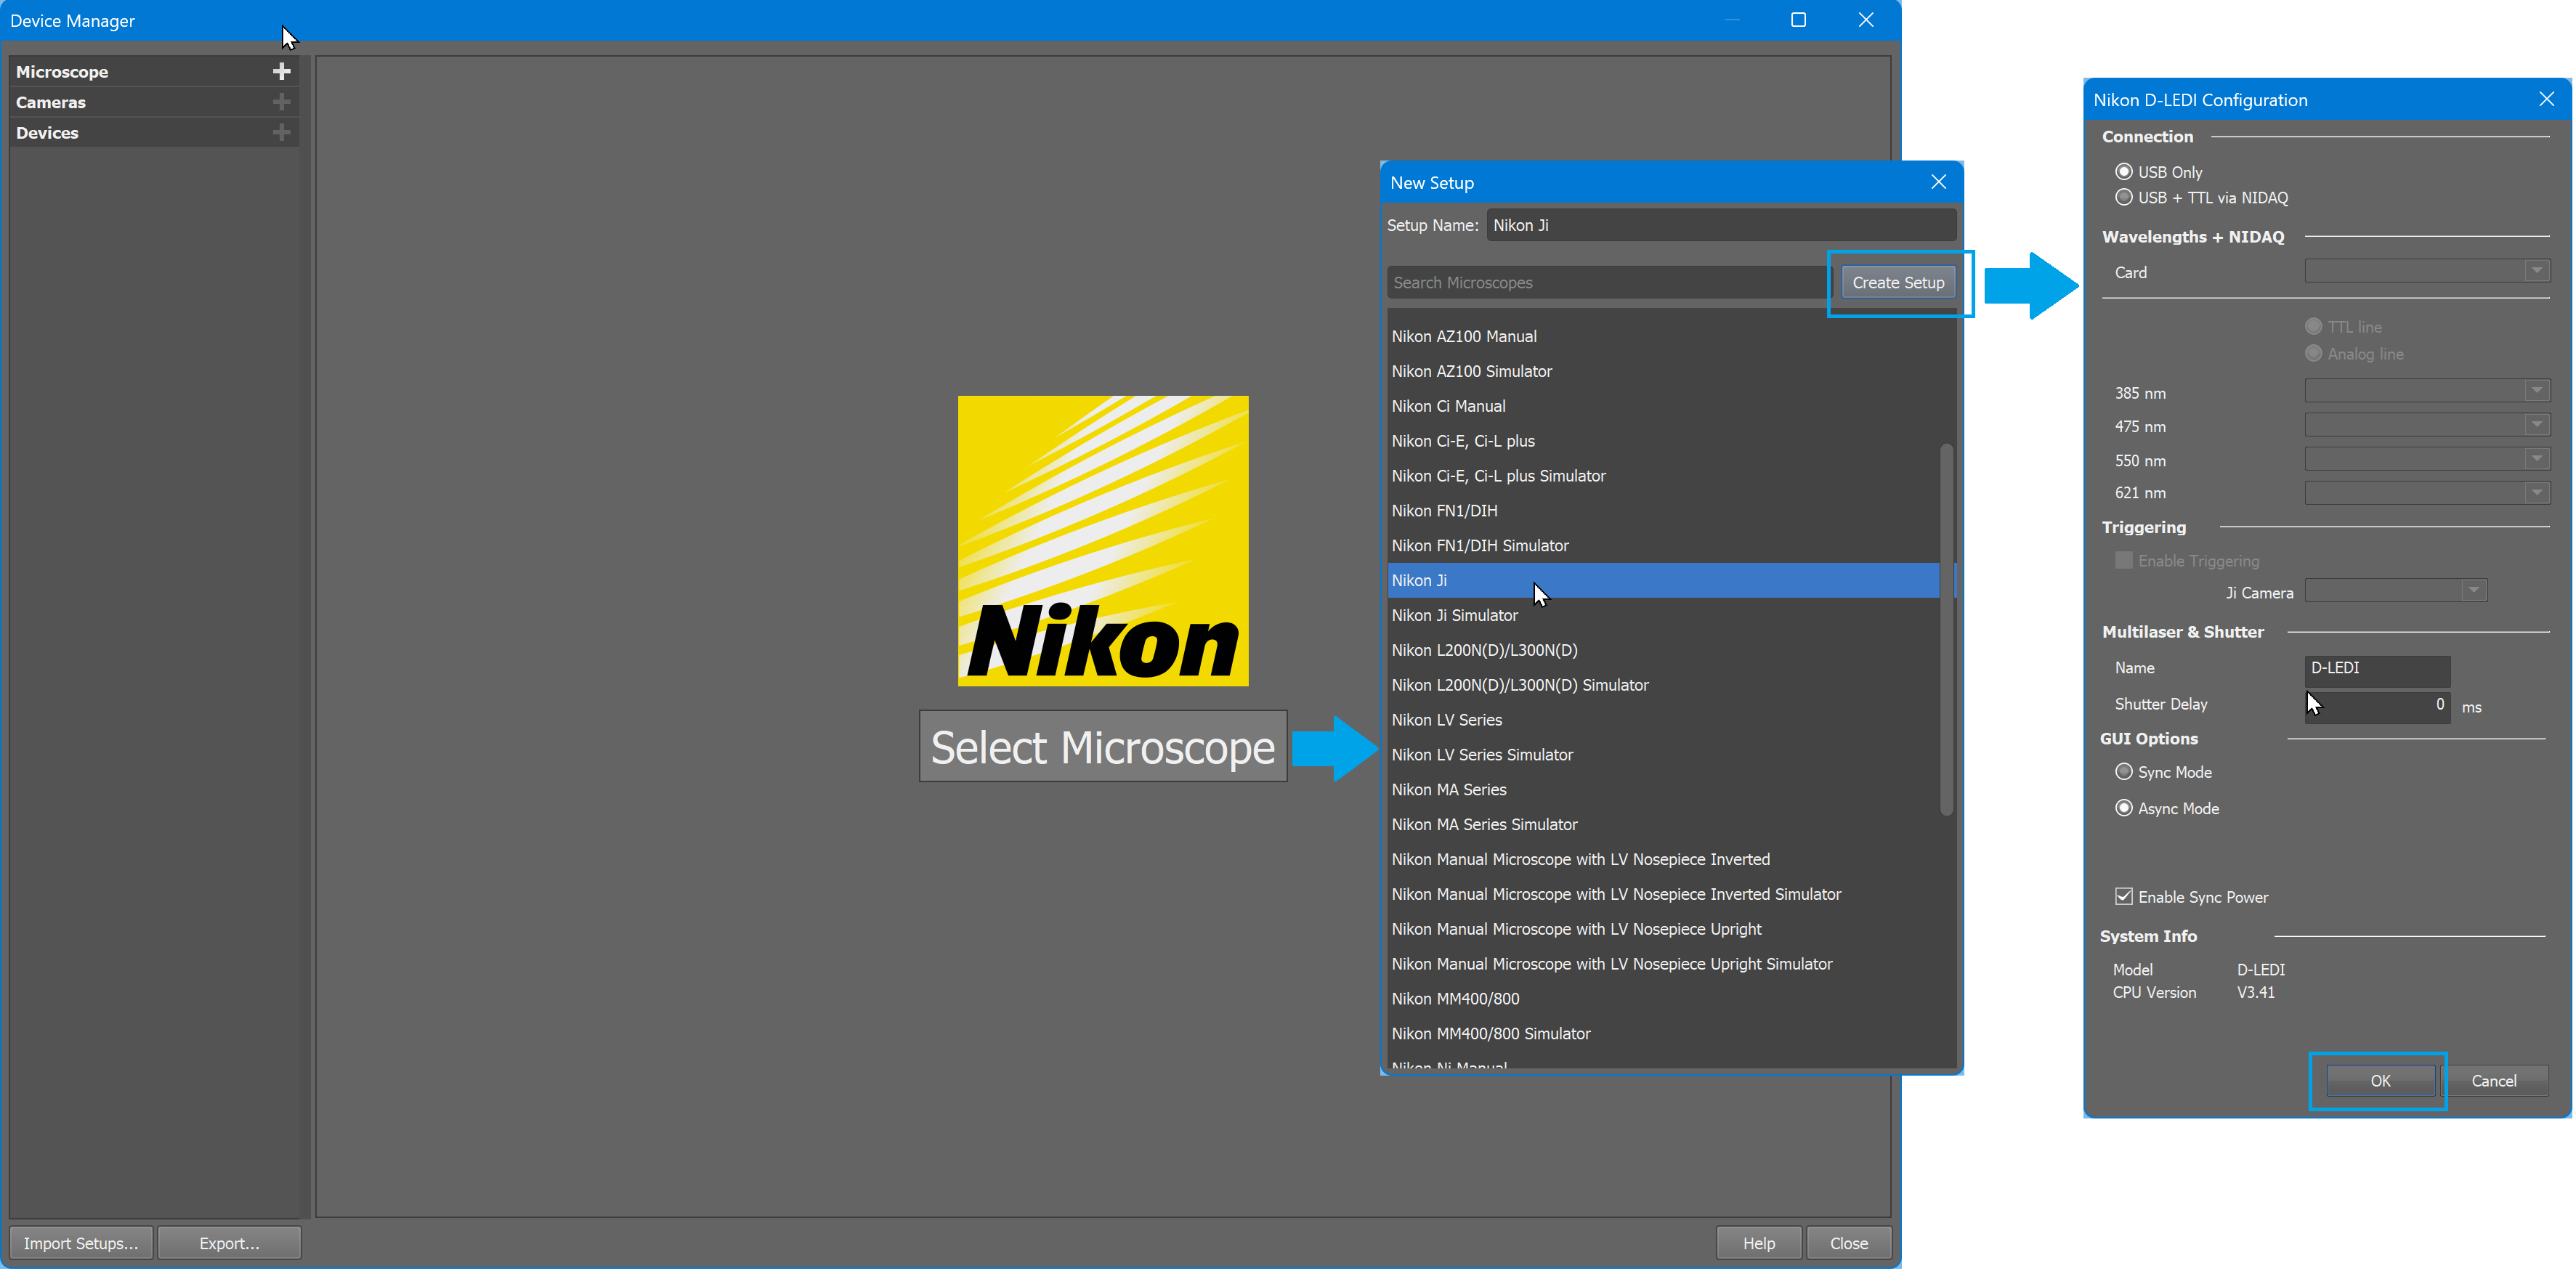 Device Manager
Microscope
Cameras
Devices
Nikon
Select Microscope
Import Setups...
Export...
Help
Close
New Setup
Setup Name: Nikon Ji
Search Microscopes
Create Setup
Nikon AZ100 Manual
Nikon AZ100 Simulator
Nikon Ci Manual
Nikon Ci-E, Ci-L plus
Nikon Ci-E, Ci-L plus Simulator
Nikon FN1/DIH
Nikon FN1/DIH Simulator
Nikon Ji
Nikon Ji Simulator
Nikon L200N(D)/L300N(D)
Nikon L200N(D)/L300N(D) Simulator
Nikon LV Series
Nikon LV Series Simulator
Nikon MA Series
Nikon MA Series Simulator
Nikon Manual Microscope with LV Nosepiece Inverted
Nikon Manual Microscope with LV Nosepiece Inverted Simulator
Nikon Manual Microscope with LV Nosepiece Upright
Nikon Manual Microscope with LV Nosepiece Upright Simulator
Nikon MM400/800
Nikon MM400/800 Simulator
Nikon Ni Manual
Nikon D-LEDI Configuration
Connection
USB Only
USB + TTL via NIDAQ
Wavelengths + NIDAQ
Card
TTL line
Analog line
385 nm
475 nm
550 nm
621 nm
Triggering
Enable Triggering
Ji Camera
Multilaser & Shutter
Name D-LEDI
Shutter Delay 0 ms
GUI Options
Sync Mode
Async Mode
Enable Sync Power
System Info
Model D-LEDI
CPU Version V3.41
OK
Cancel